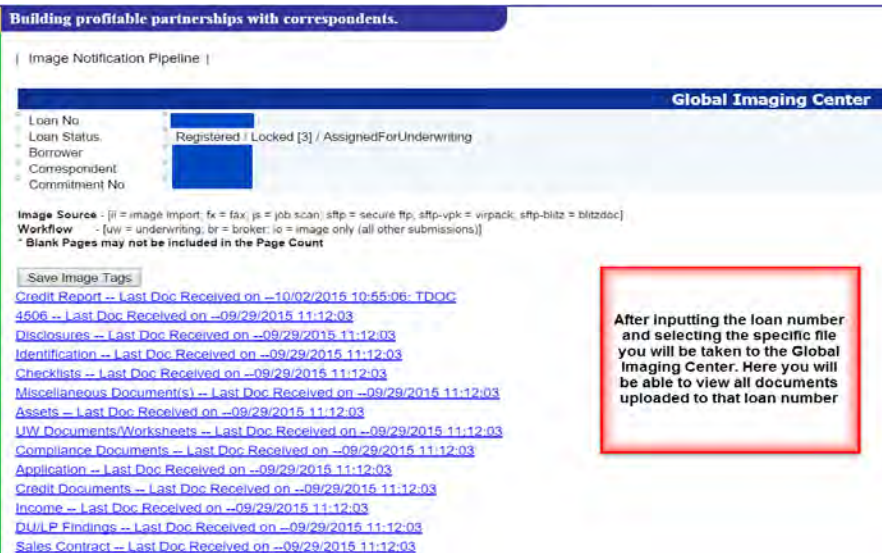 Building profitable partnerships with correspondents.
| Image Notification Pipeline |
Global Imaging Center
Loan No
Loan Status Registered / Locked [3] / AssignedForUnderwriting
Borrower
Correspondent
Commitment No
Image Source - [il = image import; fx = fax; js = job scan; sftp = secure ftp; sftp-vpk = virpack; sftp-blitz = blitzdoc]
Workflow - [uw = underwriting; br = broker; io = image only (all other submissions)]
* Blank Pages may not be included in the Page Count
Save Image Tags
Credit Report -- Last Doc Received on --10/02/2015 10:55:06: TDOC
4506 -- Last Doc Received on --09/29/2015 11:12:03
Disclosures -- Last Doc Received on --09/29/2015 11:12:03
Identification -- Last Doc Received on --09/29/2015 11:12:03
Checklists -- Last Doc Received on --09/29/2015 11:12:03
Miscellaneous Document(s) -- Last Doc Received on --09/29/2015 11:12:03
Assets -- Last Doc Received on --09/29/2015 11:12:03
UW Documents/Worksheets -- Last Doc Received on --09/29/2015 11:12:03
Compliance Documents -- Last Doc Received on --09/29/2015 11:12:03
Application -- Last Doc Received on --09/29/2015 11:12:03
Credit Documents -- Last Doc Received on --09/29/2015 11:12:03
Income -- Last Doc Received on --09/29/2015 11:12:03
DU/LP Findings -- Last Doc Received on --09/29/2015 11:12:03
Sales Contract -- Last Doc Received on --09/29/2015 11:12:03
After inputting the loan number
and selecting the specific file
you will be taken to the Global
Imaging Center. Here you will
be able to view all documents
uploaded to that loan number